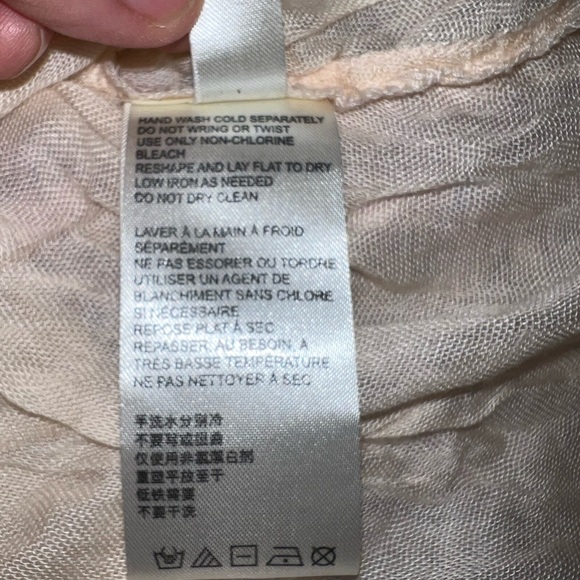 HAND WASH COLD SEPARATELY
DO NOT WRING OR TWIST
USE ONLY NON-CHLORINE
BLEACH
RESHAPE AND LAY FLAT TO DRY
LOW IRON AS NEEDED
DO NOT DRY CLEAN
LAVER À LA MAIN À FROID
SÉPARÉMENT
NE PAS ESSORER OU TORDRE
UTILISER UN AGENT DE
BLANCHIMENT SANS CHLORE
SI NÉCESSAIRE
REPOSE PLAT À SEC
REPASSER AU BESOIN, À
TRÈS BASSE TEMPÉRATURE
NE PAS NETTOYER À SEC
手洗水分别冷
不要写或扭曲
仅使用非氯漂白剂
重塑平放至于
低铁需要
不要干洗